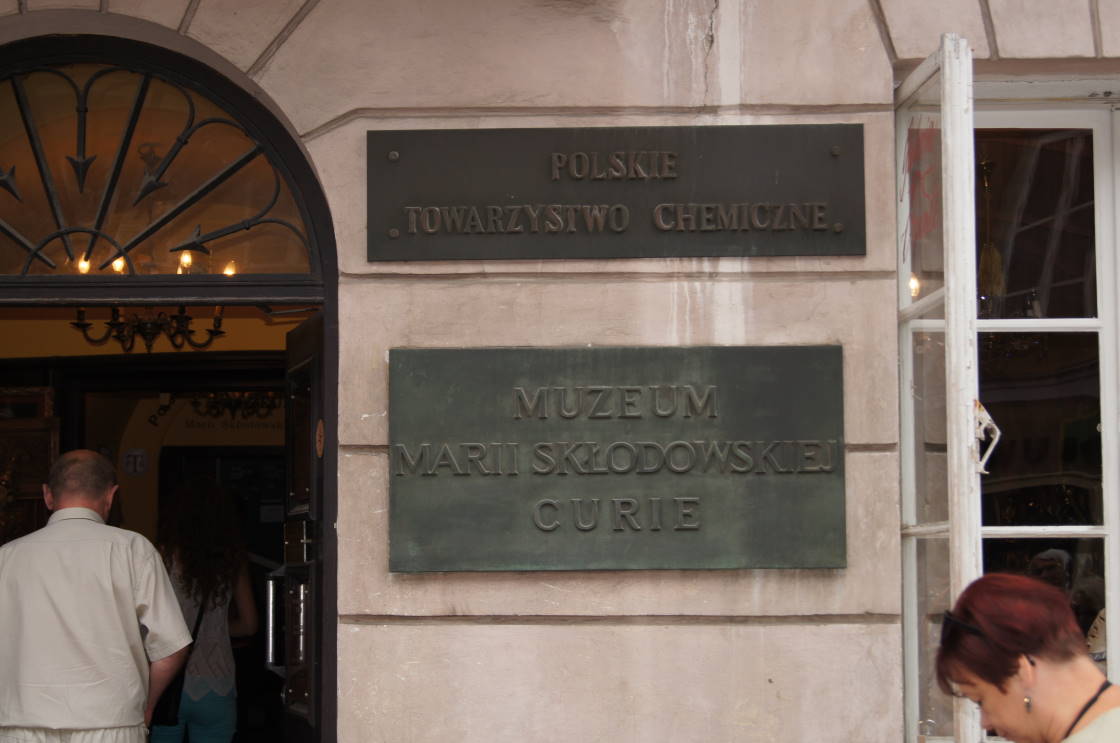 POLSKIE
TOWARZYSTWO CHEMICZNE
MUZEUM
MARII SKŁODOWSKIEJ
CURIE